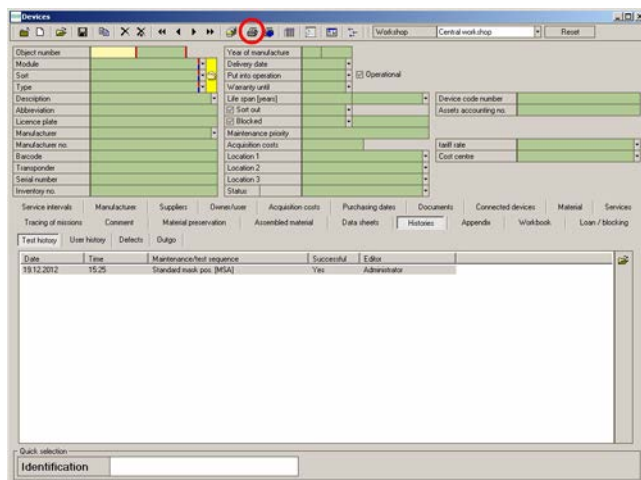 Devices
Workshop Central workshop Reset
Object number Year of manufacture
Module Delivery date
Sort Put into operation Operational
Type Warranty until
Description Life span [years] Device code number
Abbreviation Sort out Assets accounting no.
Licence plate Blocked
Manufacturer Maintenance priority
Manufacturer no. Acquisition costs tariff rate
Barcode Location 1 Cost centre
Transponder Location 2
Serial number Location 3
Inventory no. Status
Service intervals Manufacturer Suppliers Owner/user Acquisition costs Purchasing dates Documents Connected devices Material Services
Tracing of missions Comment Material preservation Assembled material Data sheets Histories Appendix Workbook Loan / blocking
Test history User history Defects Outgo
Date Time Maintenance/test sequence Successful Editor
19.12.2012 15:25 Standard mask pos. [MSA] Yes Administrator
Quick selection
Identification